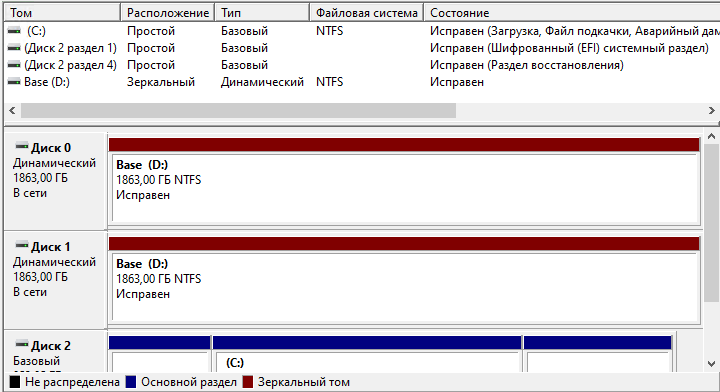 Том Расположение Тип Файловая система Состояние
(C:) Простой Базовый NTFS Исправен (Загрузка, Файл подкачки, Аварийный дам
(Диск 2 раздел 1) Простой Базовый Исправен (Шифрованный (EFI) системный раздел)
(Диск 2 раздел 4) Простой Базовый Исправен (Раздел восстановления)
Base (D:) Зеркальный Динамический NTFS Исправен
Диск 0
Динамический
1863,00 ГБ
В сети
Base (D:)
1863,00 ГБ NTFS
Исправен
Диск 1
Динамический
1863,00 ГБ
В сети
Base (D:)
1863,00 ГБ NTFS
Исправен
Диск 2
Базовый
(C:)
Не распределена Основной раздел Зеркальный том